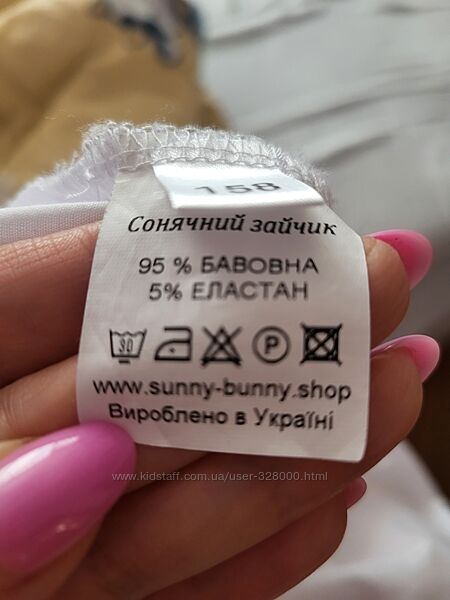 158
Сонячний зайчик
95 % БАВОВНА
5% ЕЛАСТАН
30
P
www.sunny-bunny.shop
Вироблено в Україні
www.kidstaff.com.ua/user-328000.html